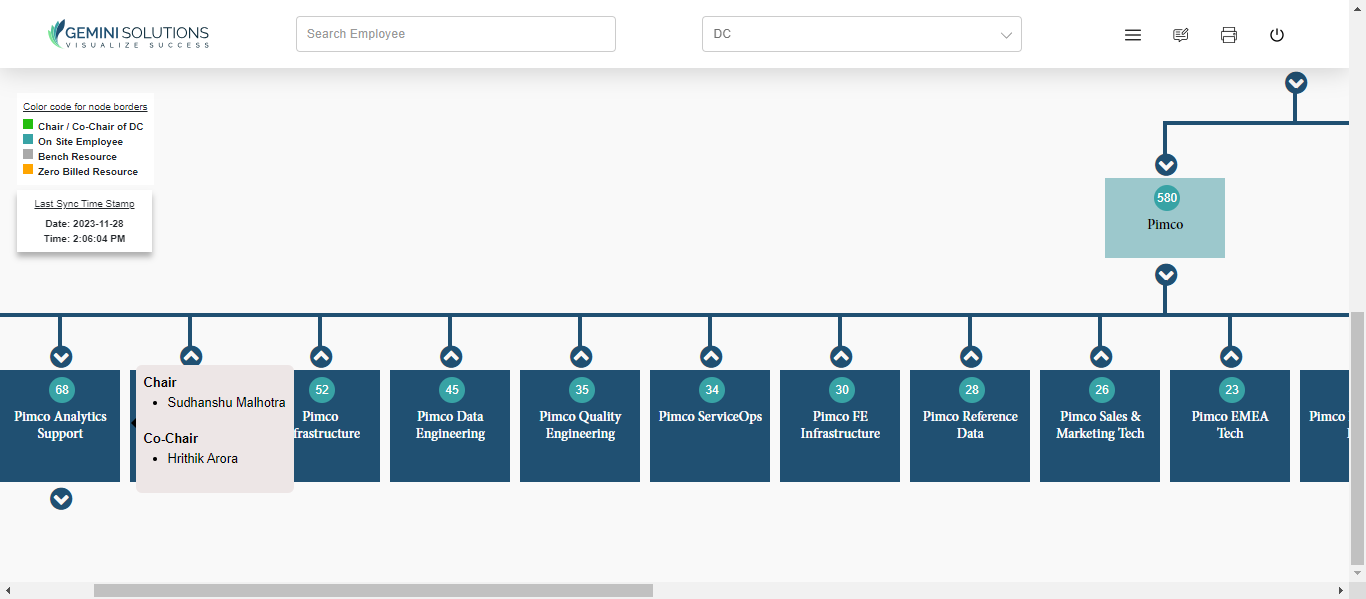 GEMINI SOLUTIONS
VISUALIZE SUCCESS
Search Employee
DC
Color code for node borders
Chair / Co-Chair of DC
On Site Employee
Bench Resource
Zero Billed Resource
Last Sync Time Stamp
Date: 2023-11-28
Time: 2:06:04 PM
580
Pimco
68
Pimco Analytics
Support
Chair
Sudhanshu Malhotra
Co-Chair
Hrithik Arora
52
Pimco
frastructure
45
Pimco Data
Engineering
35
Pimco Quality
Engineering
34
Pimco ServiceOps
30
Pimco FE
Infrastructure
28
Pimco Reference
Data
26
Pimco Sales &
Marketing Tech
23
Pimco EMEA
Tech
Pimco